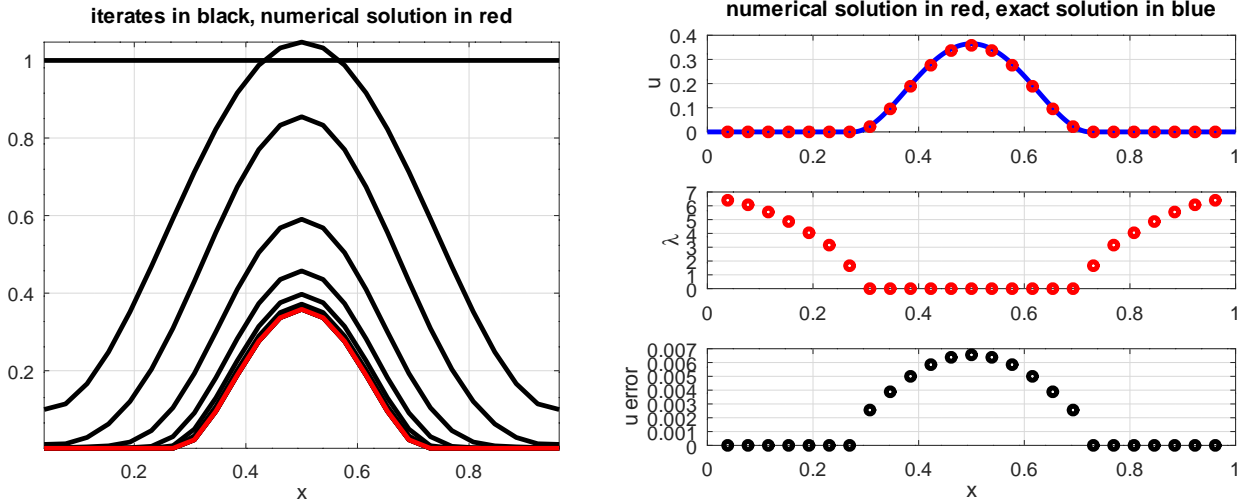 iterates in black, numerical solution in red
1
0.8
0.6
0.4
0.2
0.2 0.4 0.6 0.8
x
numerical solution in red, exact solution in blue
0.4
0.3
0.2
0.1
0
u
0 0.2 0.4 0.6 0.8 1
7
6
5
4
3
2
1
0
λ
0 0.2 0.4 0.6 0.8 1
0.007
0.006
0.005
0.004
0.003
0.002
0.001
0
u error
0 0.2 0.4 0.6 0.8 1
x